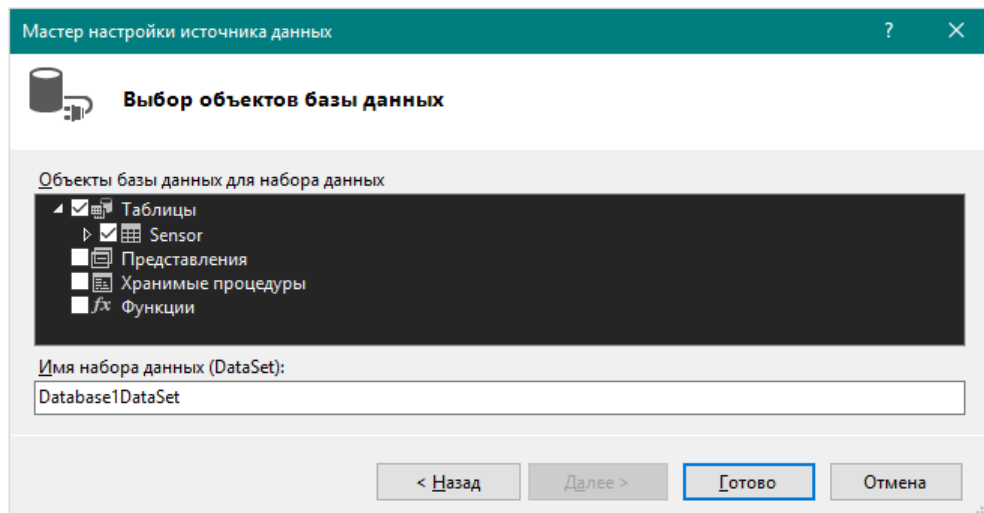 Мастер настройки источника данных ?
Выбор объектов базы данных
Объекты базы данных для набора данных
Таблицы
Sensor
Представления
Хранимые процедуры
fx Функции
Имя набора данных (DataSet):
Database1DataSet
< Назад Далее > Готово Отмена